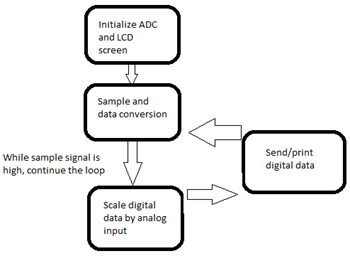 Initialize ADC
and LCD
screen
Sample and
data conversion
While sample signal is
high, continue the loop
Send/print
digital data
Scale digital
data by analog
input